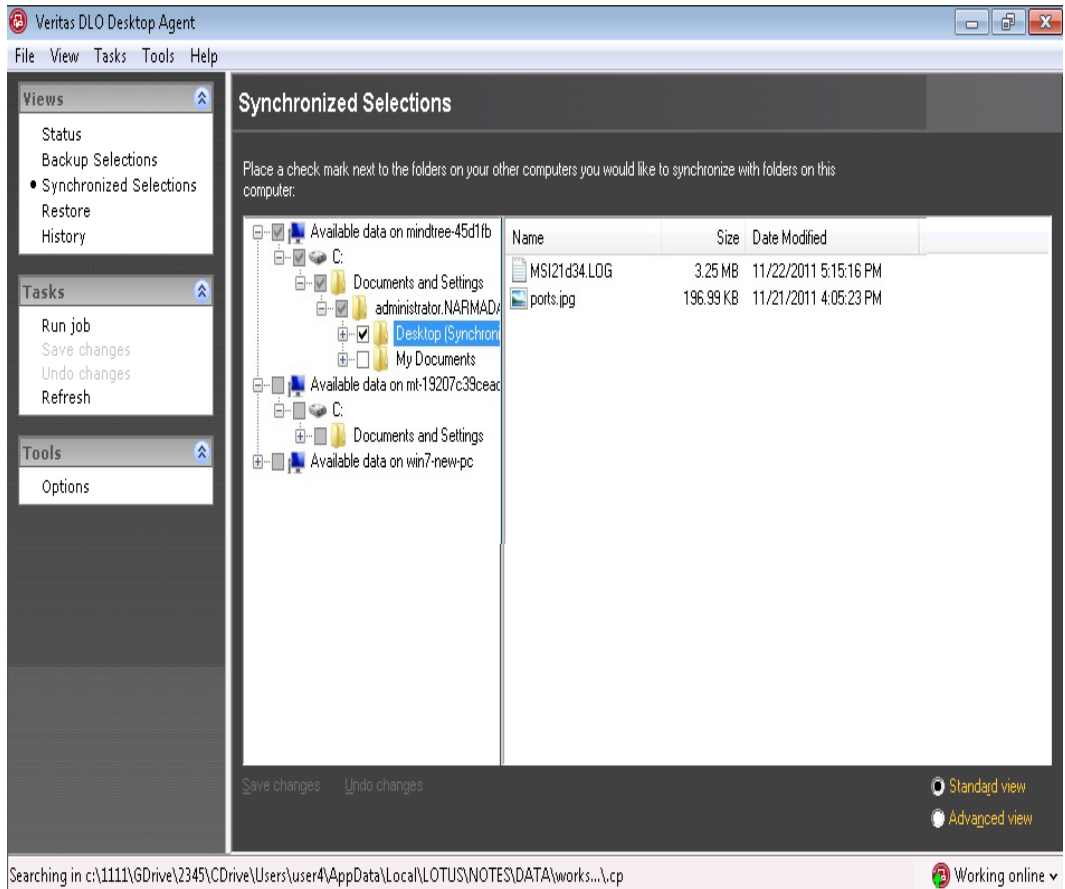 Veritas DLO Desktop Agent
File View Tasks Tools Help
Views
Status
Backup Selections
Synchronized Selections
Restore
History
Tasks
Run job
Save changes
Undo changes
Refresh
Tools
Options
Synchronized Selections
Place a check mark next to the folders on your other computers you would like to synchronize with folders on this
computer:
Available data on mindtree-45d1fb
C:
Documents and Settings
administrator.NARMADA
Desktop (Synchroni
My Documents
Available data on mt-19207c39ceac
C:
Documents and Settings
Available data on win7-new-pc
Name Size Date Modified
MSI21d34.LOG 3.25 MB 11/22/2011 5:15:16 PM
ports.jpg 196.99 KB 11/21/2011 4:05:23 PM
Save changes Undo changes
Standard view
Advanced view
Searching in c:\1111\GDrive\2345\CDrive\Users\user4\AppData\Local\LOTUS\NOTES\DATA\works...\.cp
Working online